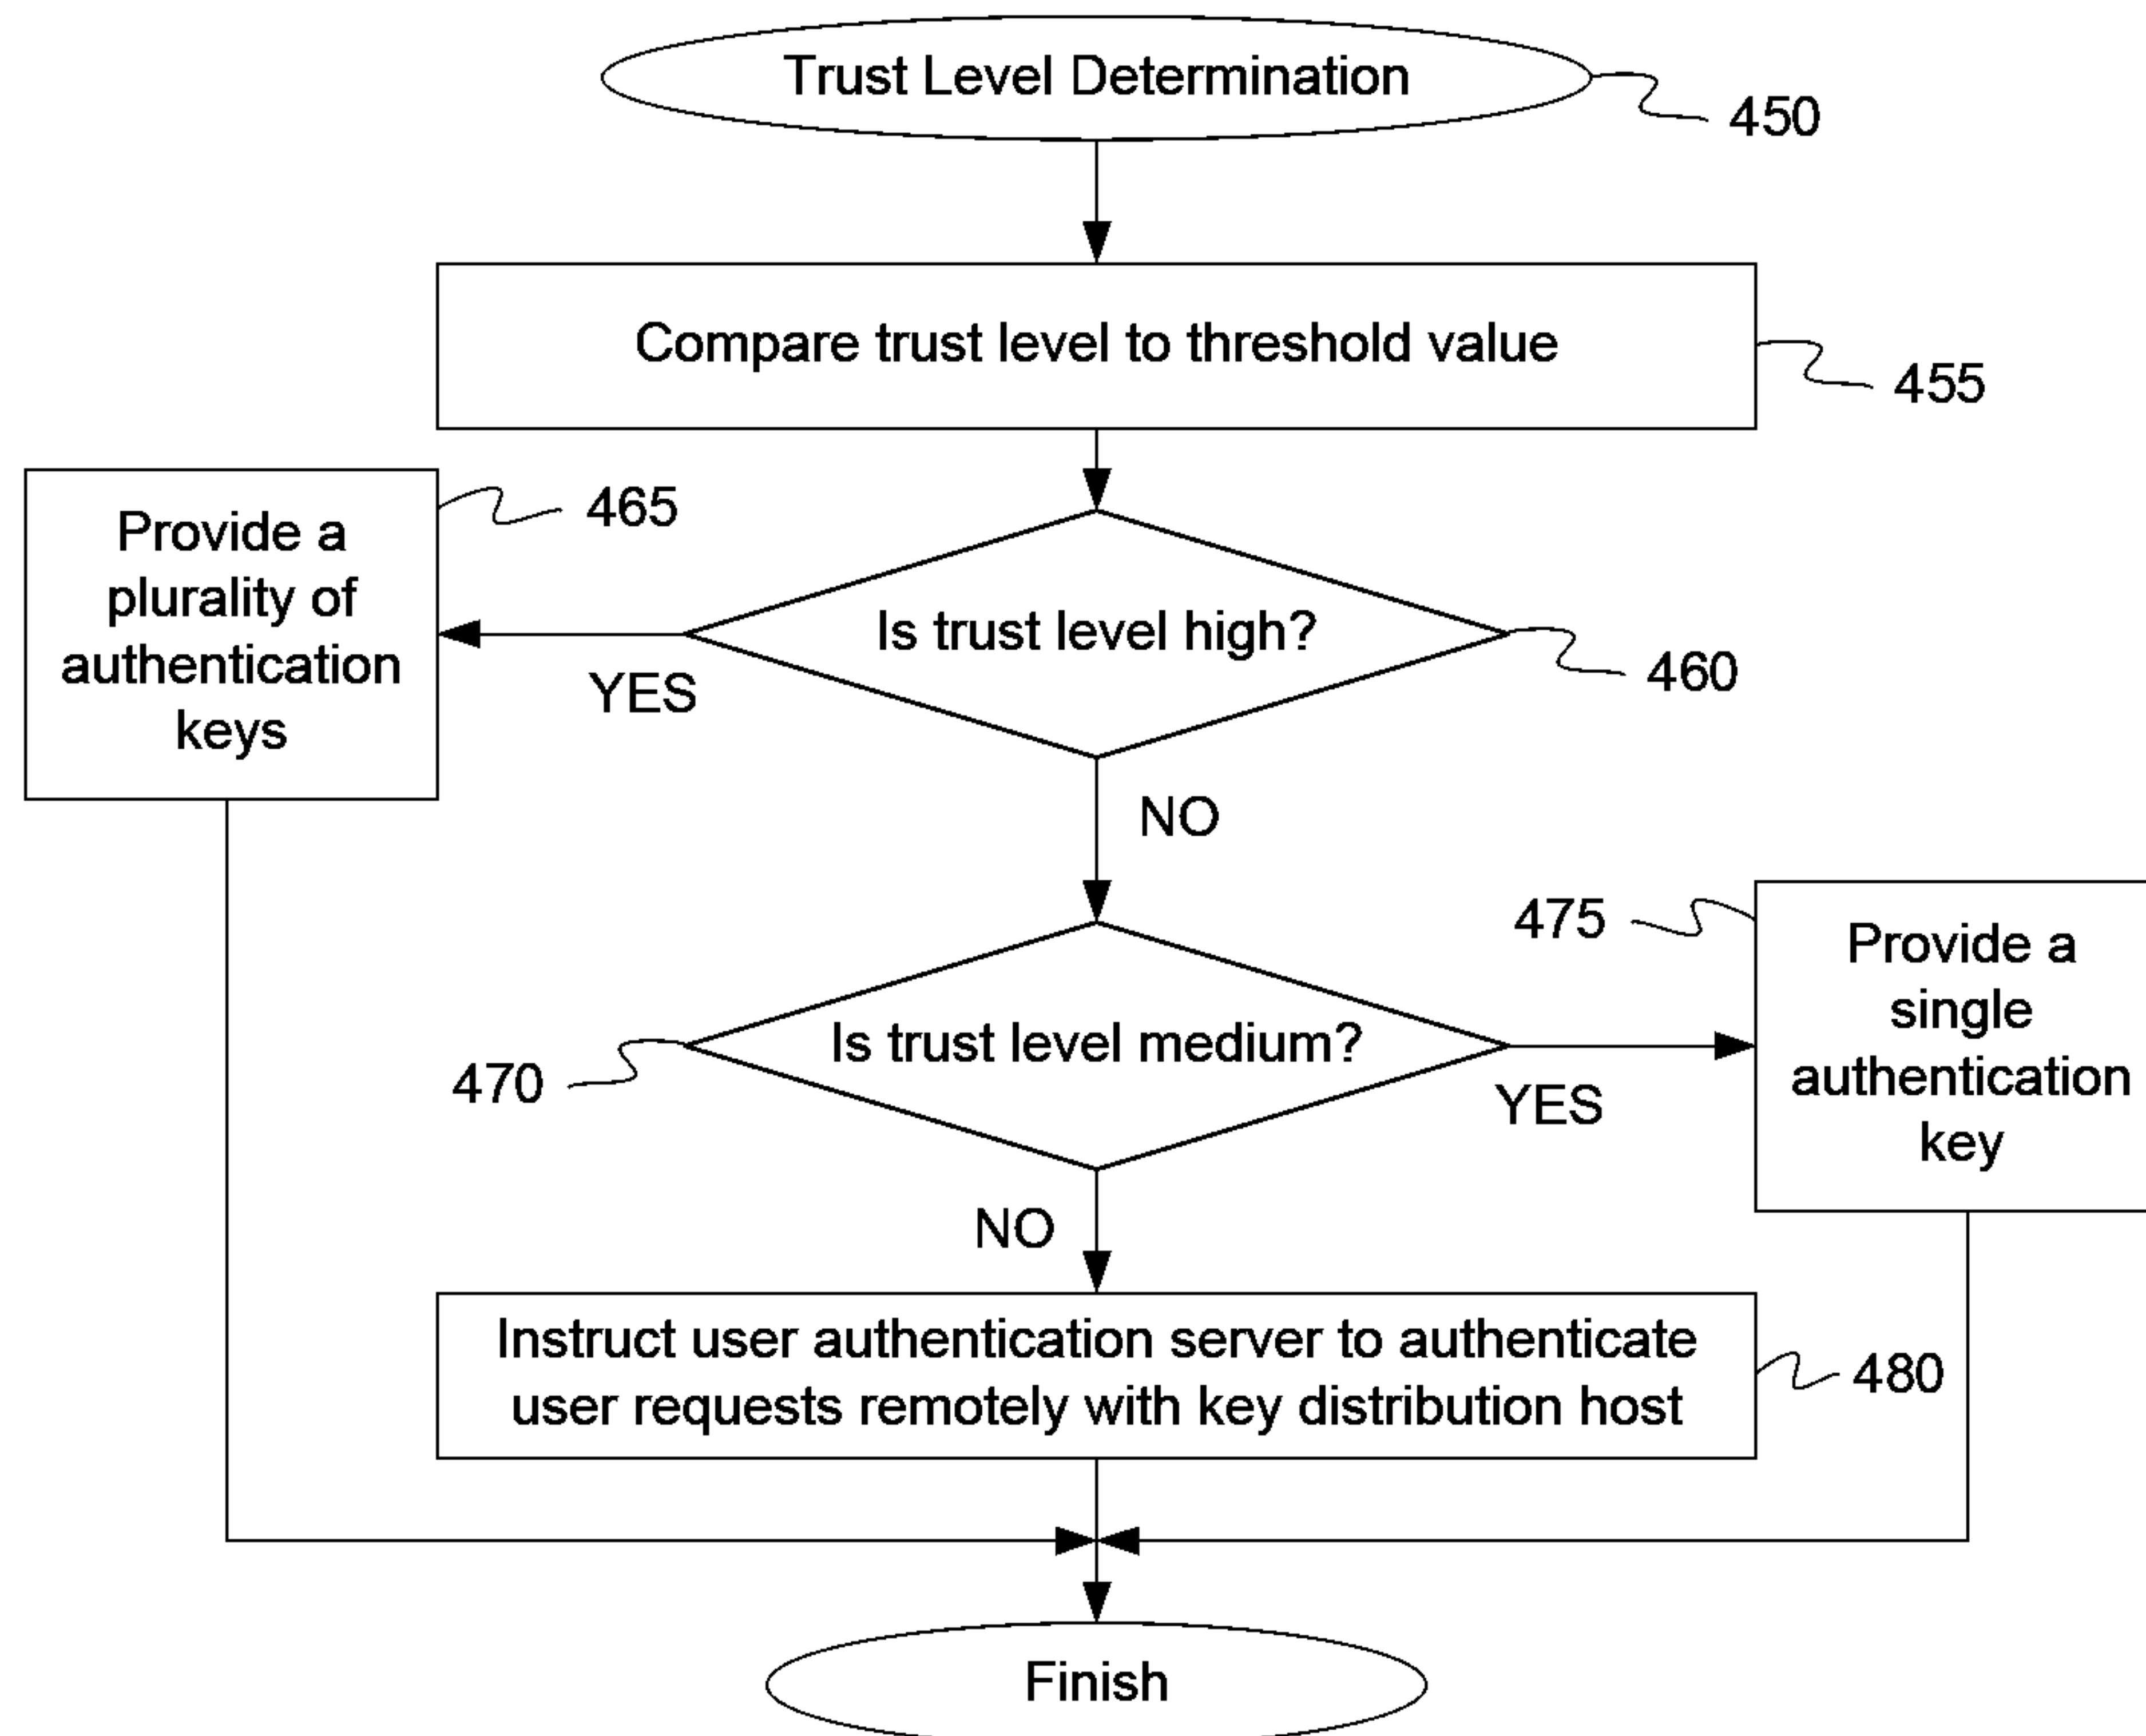 Trust Level Determination
450
Compare trust level to threshold value
455
Provide a
plurality of
authentication
keys
465
Is trust level high?
460
YES
NO
475
Provide a
single
authentication
key
Is trust level medium?
470
YES
NO
Instruct user authentication server to authenticate
user requests remotely with key distribution host
480
Finish